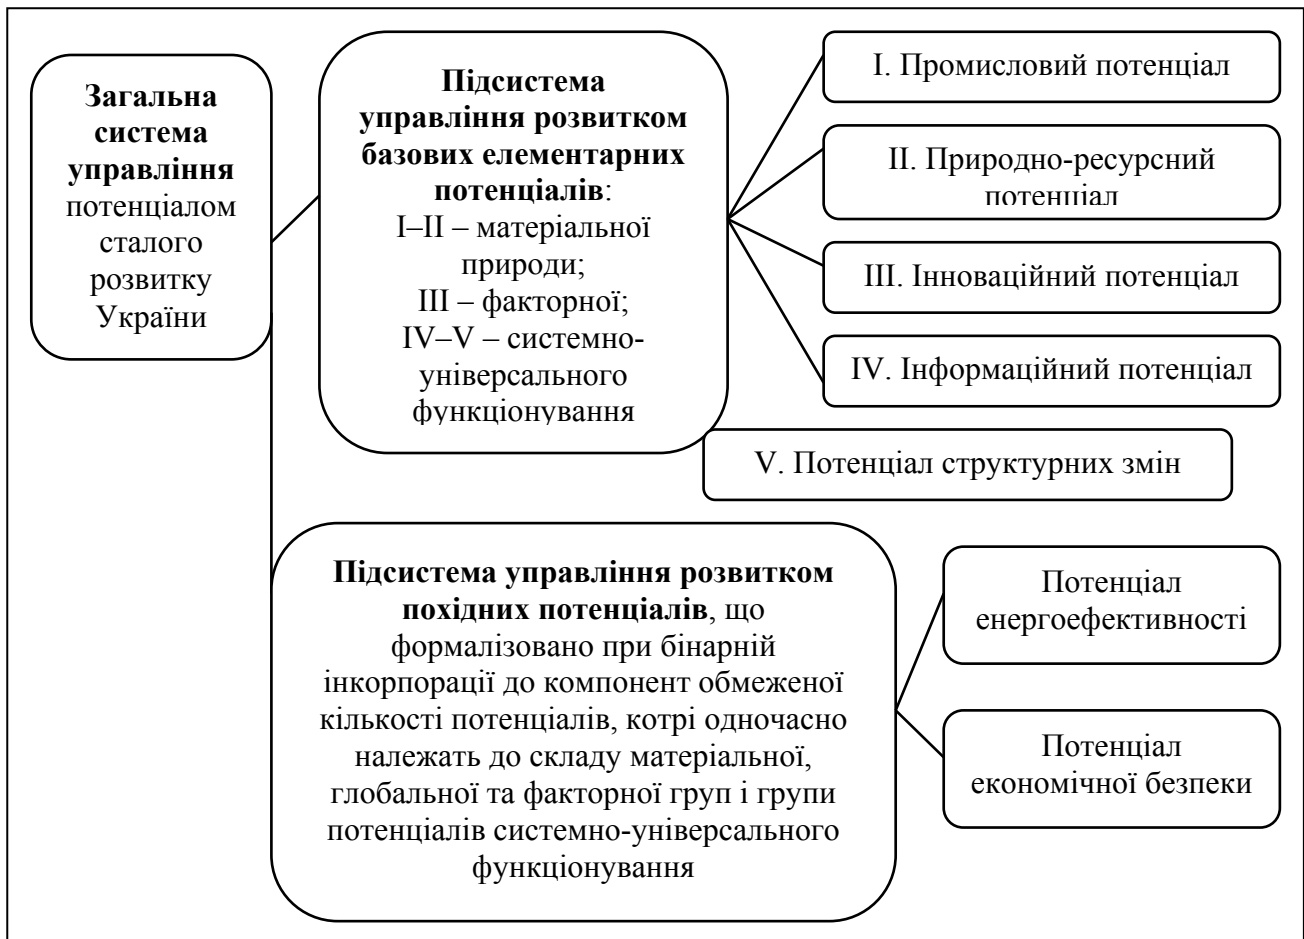 Загальна
система
управління
потенціалом
сталого
розвитку
України
Підсистема
управління розвитком
базових елементарних
потенціалів:
I–II – матеріальної
природи;
III – факторної;
IV–V – системно-
універсального
функціонування
I. Промисловий потенціал
II. Природно-ресурсний
потенціал
III. Інноваційний потенціал
IV. Інформаційний потенціал
V. Потенціал структурних змін
Підсистема управління розвитком
похідних потенціалів, що
формалізовано при бінарній
інкорпорації до компонент обмеженої
кількості потенціалів, котрі одночасно
належать до складу матеріальної,
глобальної та факторної груп і групи
потенціалів системно-універсального
функціонування
Потенціал
енергоефективності
Потенціал
економічної безпеки